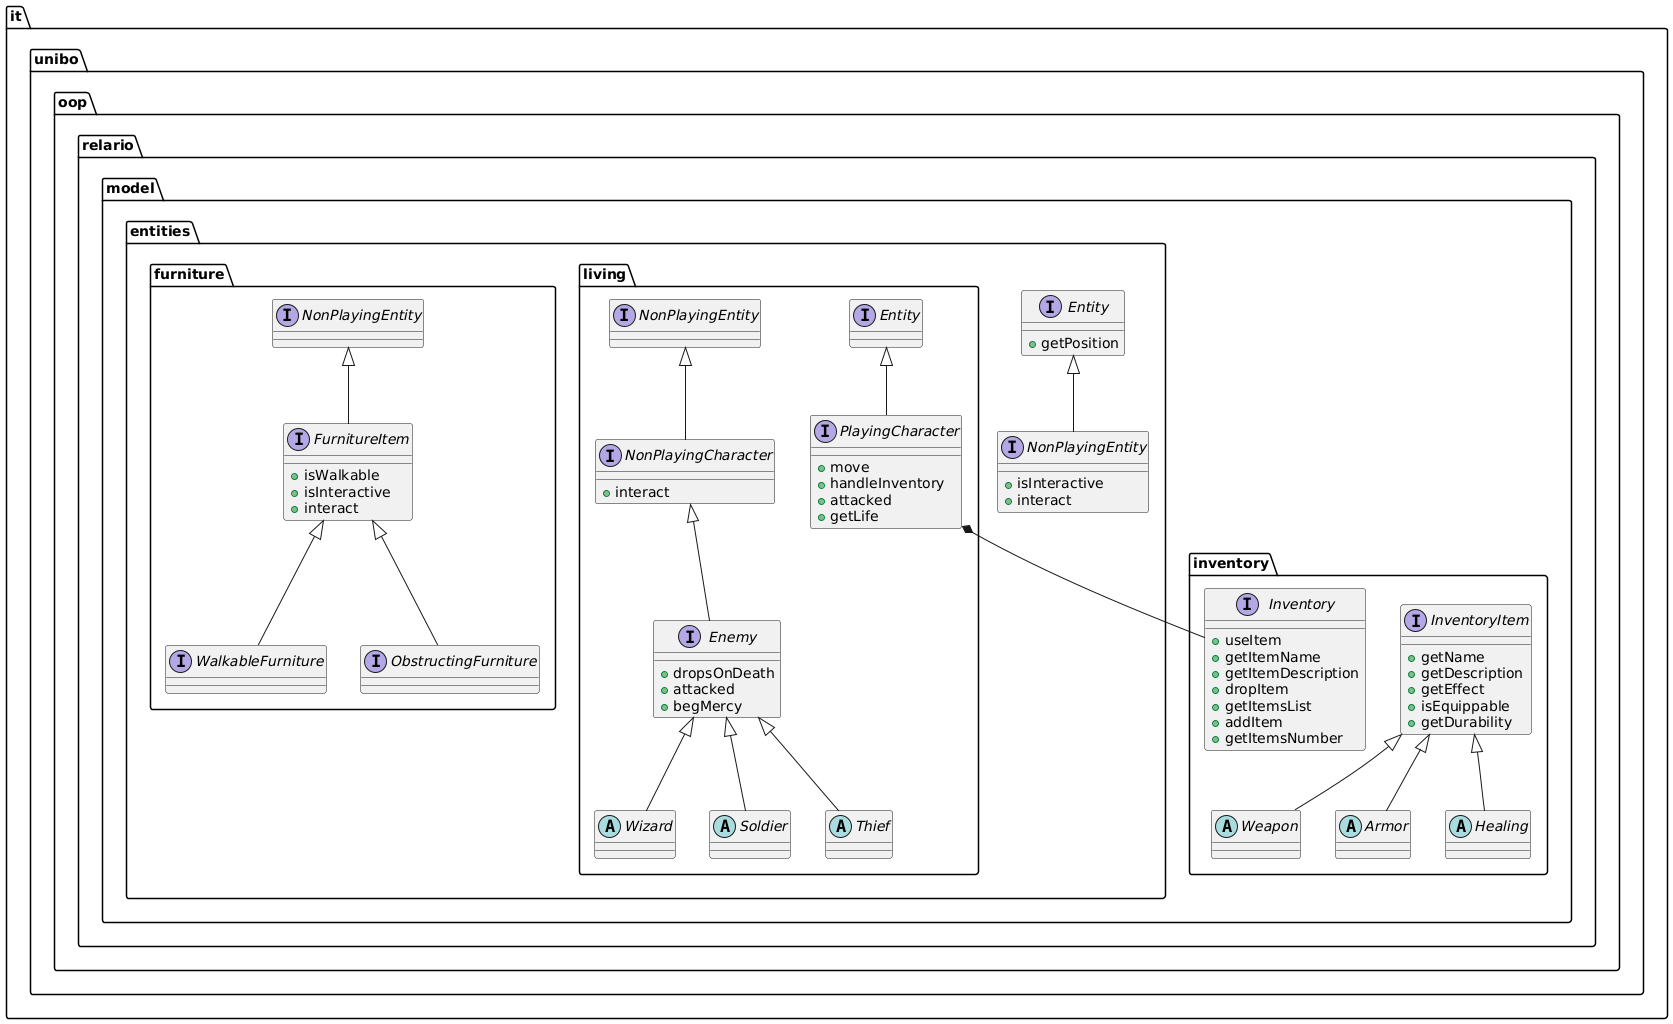 it
unibo
oop
relario
model
entities
furniture
I NonPlayingEntity
I FurnitureItem
isWalkable
isInteractive
interact
I WalkableFurniture
I ObstructingFurniture
living
I NonPlayingEntity
I Entity
I NonPlayingCharacter
interact
I PlayingCharacter
move
handleInventory
attacked
getLife
I Enemy
dropsOnDeath
attacked
begMercy
A Wizard
A Soldier
A Thief
I Entity
getPosition
I NonPlayingEntity
isInteractive
interact
inventory
I Inventory
useItem
getItemName
getItemDescription
dropItem
getItemsList
addItem
getItemsNumber
I InventoryItem
getName
getDescription
getEffect
isEquippable
getDurability
A Weapon
A Armor
A Healing